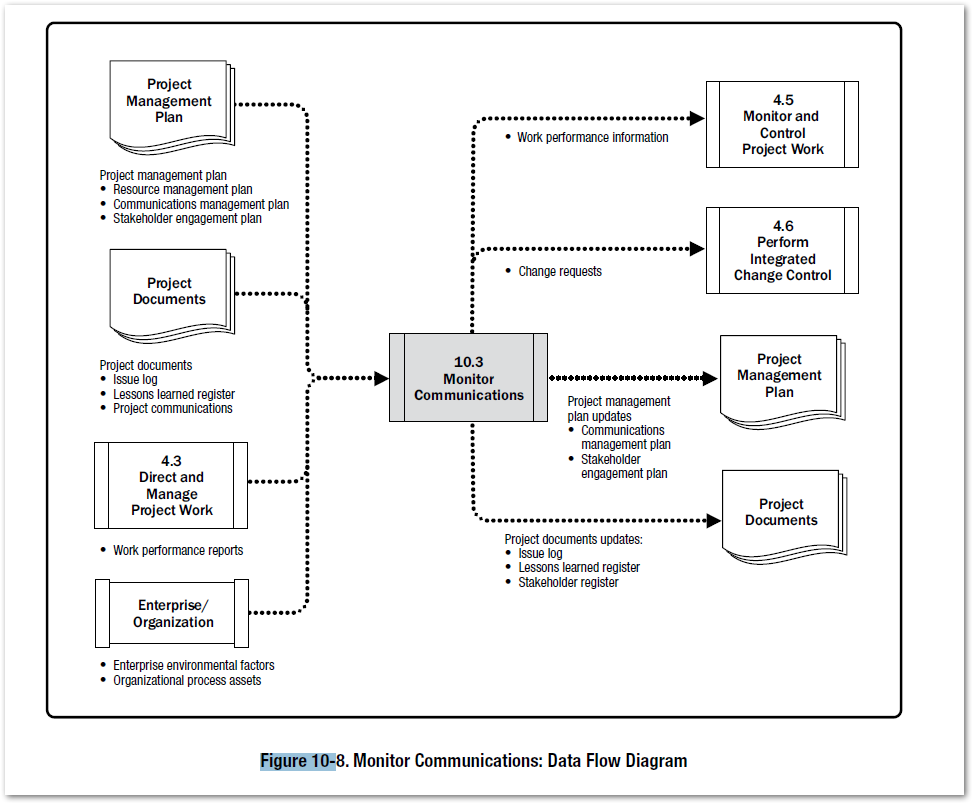 Project
Management
Plan
Project management plan
• Resource management plan
• Communications management plan
• Stakeholder engagement plan
Project
Documents
Project documents
• Issue log
• Lessons learned register
• Project communications
4.3
Direct and
Manage
Project Work
• Work performance reports
Enterprise/
Organization
• Enterprise environmental factors
• Organizational process assets
10.3
Monitor
Communications
• Work performance information
4.5
Monitor and
Control
Project Work
• Change requests
4.6
Perform
Integrated
Change Control
Project management
plan updates
• Communications
management plan
• Stakeholder
engagement plan
Project
Management
Plan
Project documents updates:
• Issue log
• Lessons learned register
• Stakeholder register
Project
Documents
Figure 10-8. Monitor Communications: Data Flow Diagram